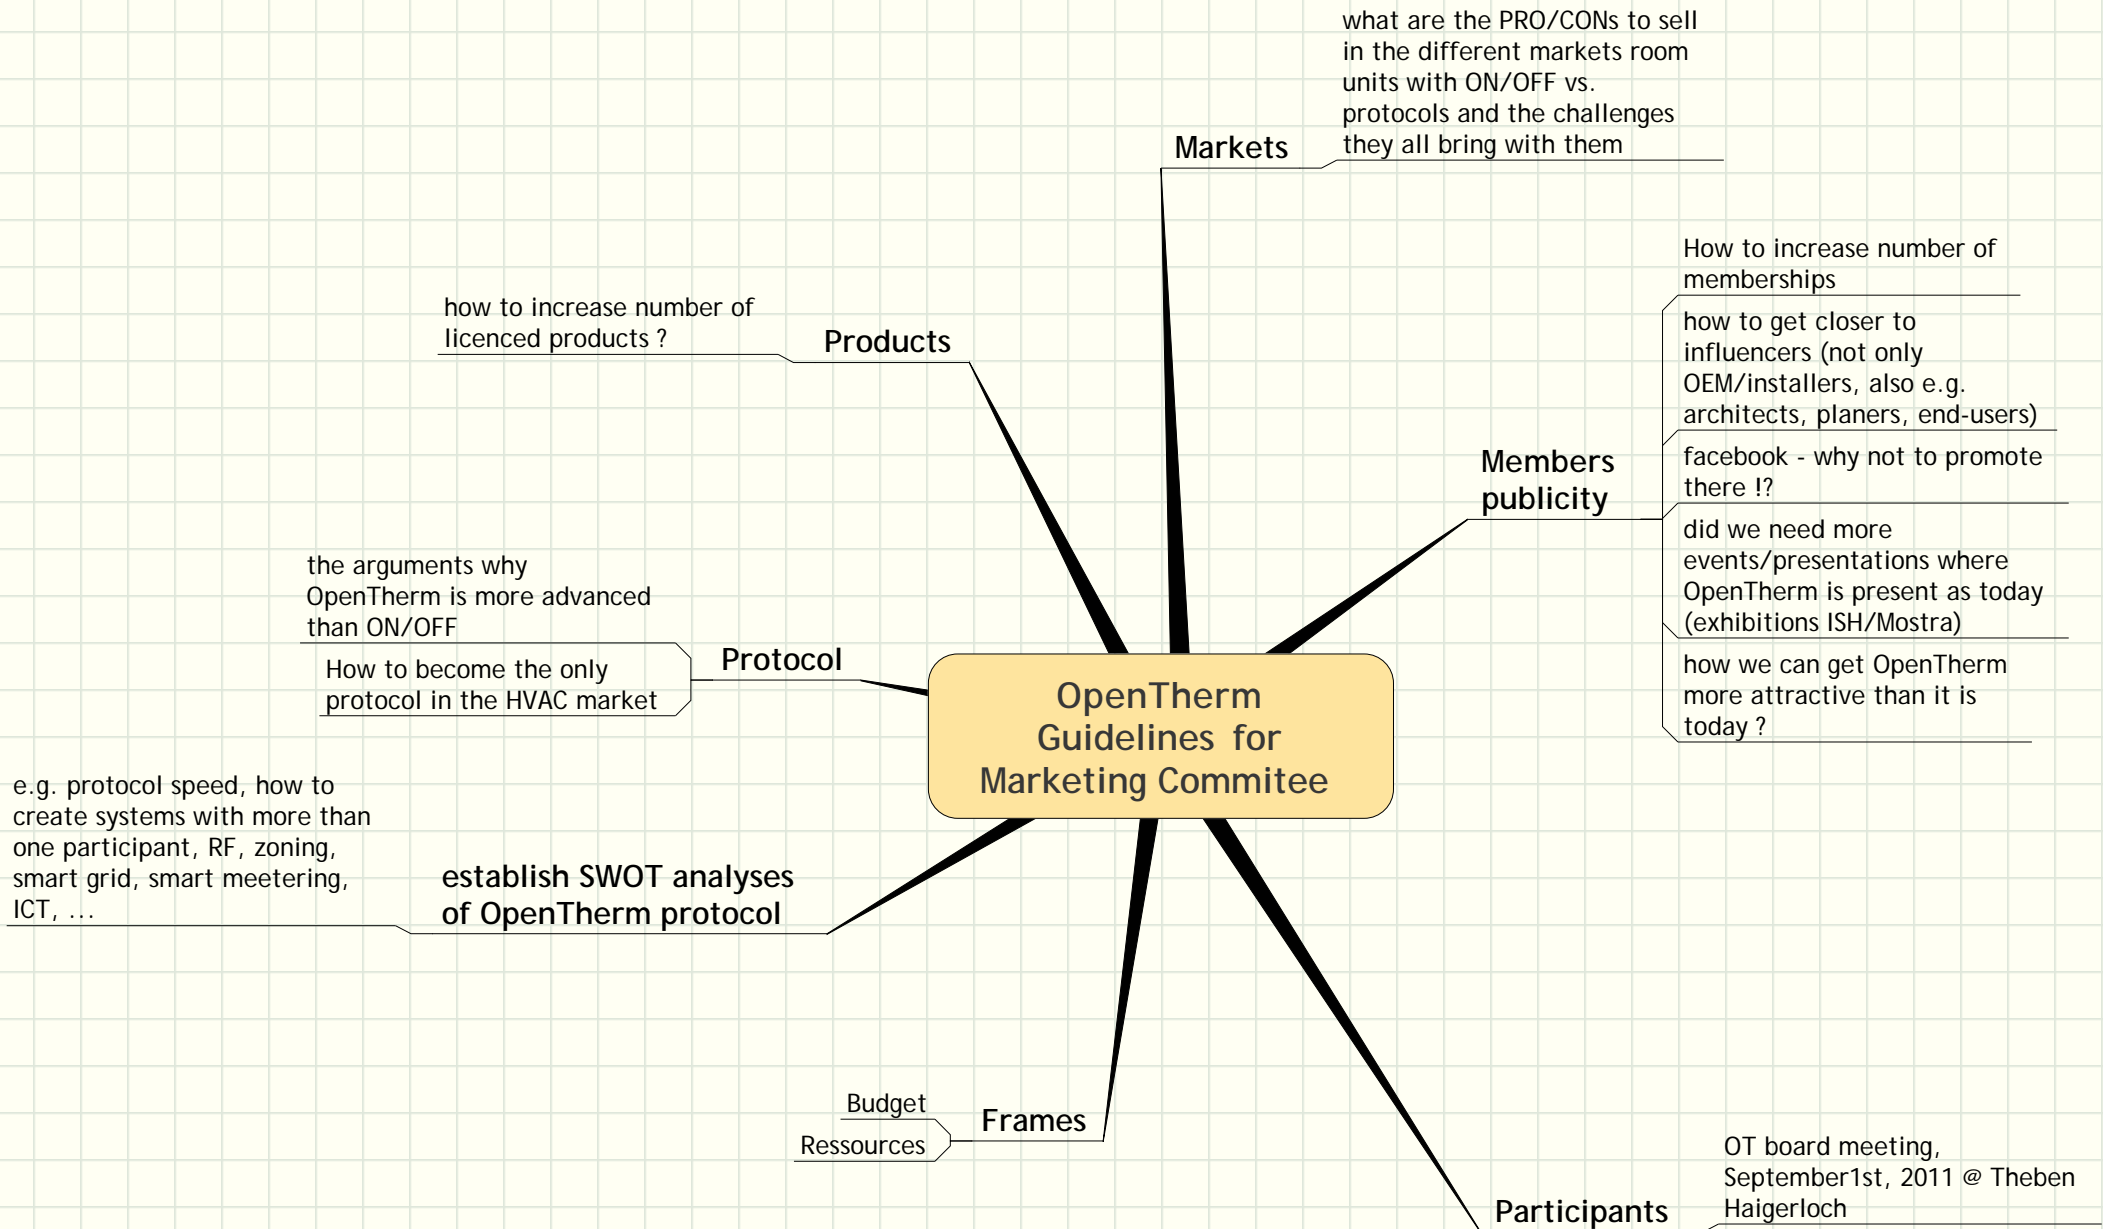 what are the PRO/CONs to sell
in the different markets room
units with ON/OFF vs.
protocols and the challenges
they all bring with them
Markets
How to increase number of
memberships
how to get closer to
influencers (not only
OEM/installers, also e.g.
architects, planers, end-users)
facebook - why not to promote
there !?
did we need more
events/presentations where
OpenTherm is present as today
(exhibitions ISH/Mostra)
how we can get OpenTherm
more attractive than it is
today ?
Members
publicity
how to increase number of
licenced products ?
Products
the arguments why
OpenTherm is more advanced
than ON/OFF
How to become the only
protocol in the HVAC market
Protocol
OpenTherm
Guidelines for
Marketing Commitee
e.g. protocol speed, how to
create systems with more than
one participant, RF, zoning,
smart grid, smart meetering,
ICT, ...
establish SWOT analyses
of OpenTherm protocol
Budget
Ressources
Frames
Participants
OT board meeting,
September1st, 2011 @ Theben
Haigerloch